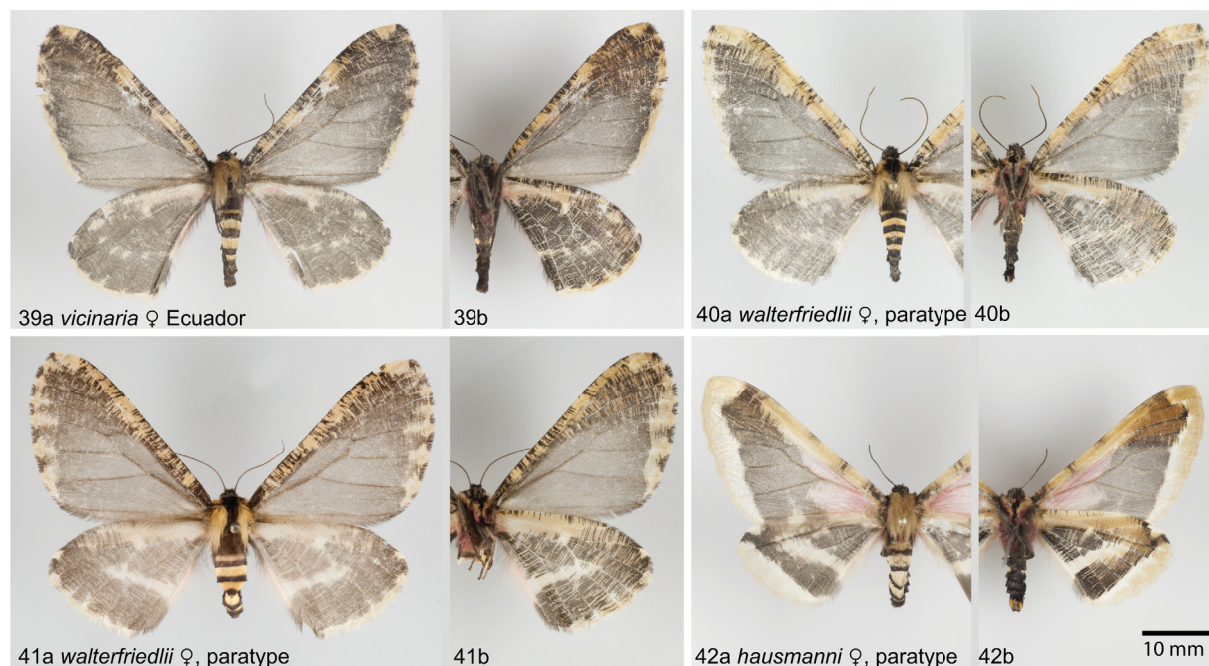 39a vicinaria ♀ Ecuador
39b
40a walterfriedlii ♀, paratype
40b
41a walterfriedlii ♀, paratype
41b
42a hausmanni ♀, paratype
42b
10 mm